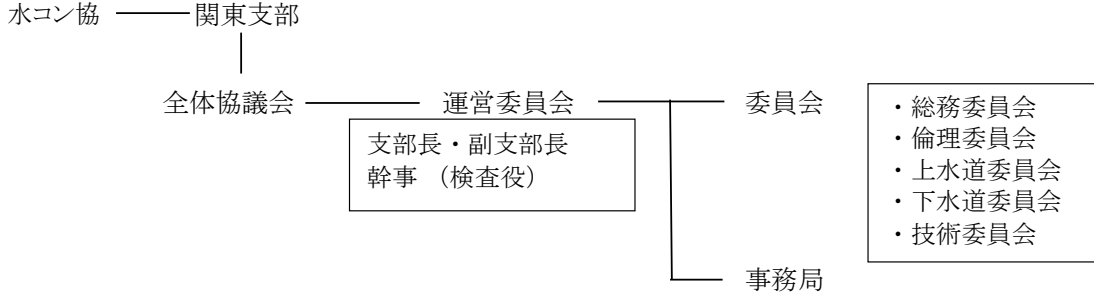 水コン協 関東支部
全体協議会 運営委員会 委員会
支部長・副支部長
幹事 （検査役）
・総務委員会
・倫理委員会
・上水道委員会
・下水道委員会
・技術委員会
事務局